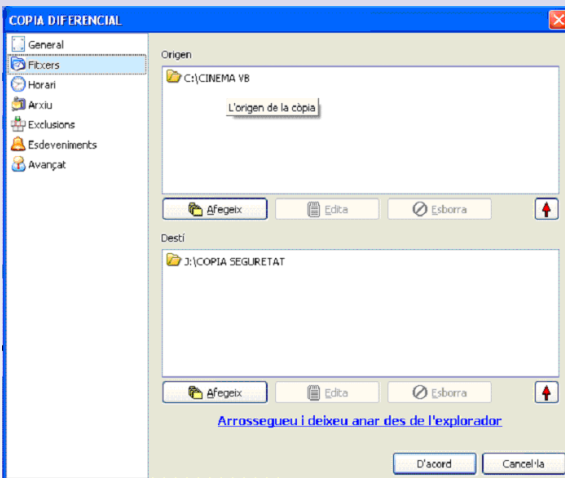 COPIA DIFERENCIAL
General
Fitxers
Horari
Arxiu
Exclusions
Esdeveniments
Avançat
Origen
C:\CINEMA VB
L'origen de la còpia
Afegeix
Edita
Esborra
Destí
J:\COPIA SEGURETAT
Afegeix
Edita
Esborra
Arrossegueu i deixeu anar des de l'explorador
D'acord
Cancel·la